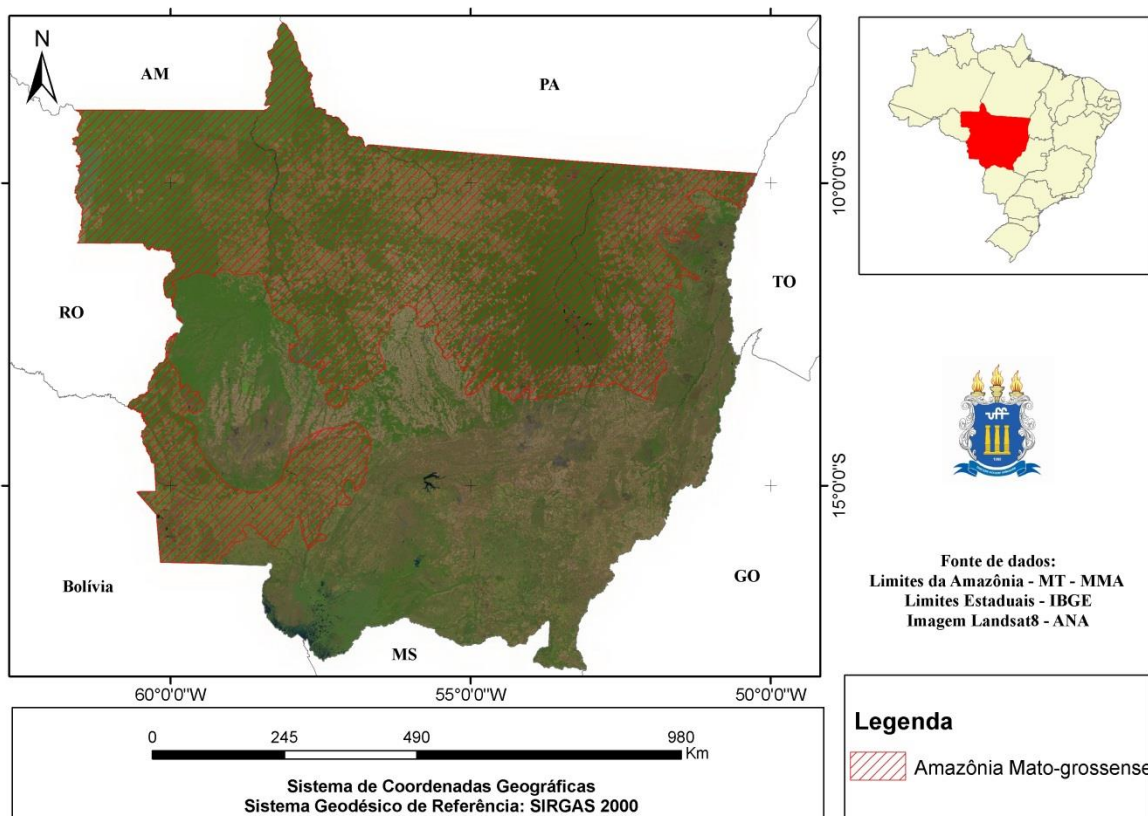 N
AM
PA
RO
TO
Bolívia
GO
MS
10°0'0"S
15°0'0"S
60°0'0"W
55°0'0"W
50°0'0"W
0 245 490 980
Km
Sistema de Coordenadas Geográficas
Sistema Geodésico de Referência: SIRGAS 2000
uff
Fonte de dados:
Limites da Amazônia - MT - MMA
Limites Estaduais - IBGE
Imagem Landsat8 - ANA
Legenda
Amazônia Mato-grossense